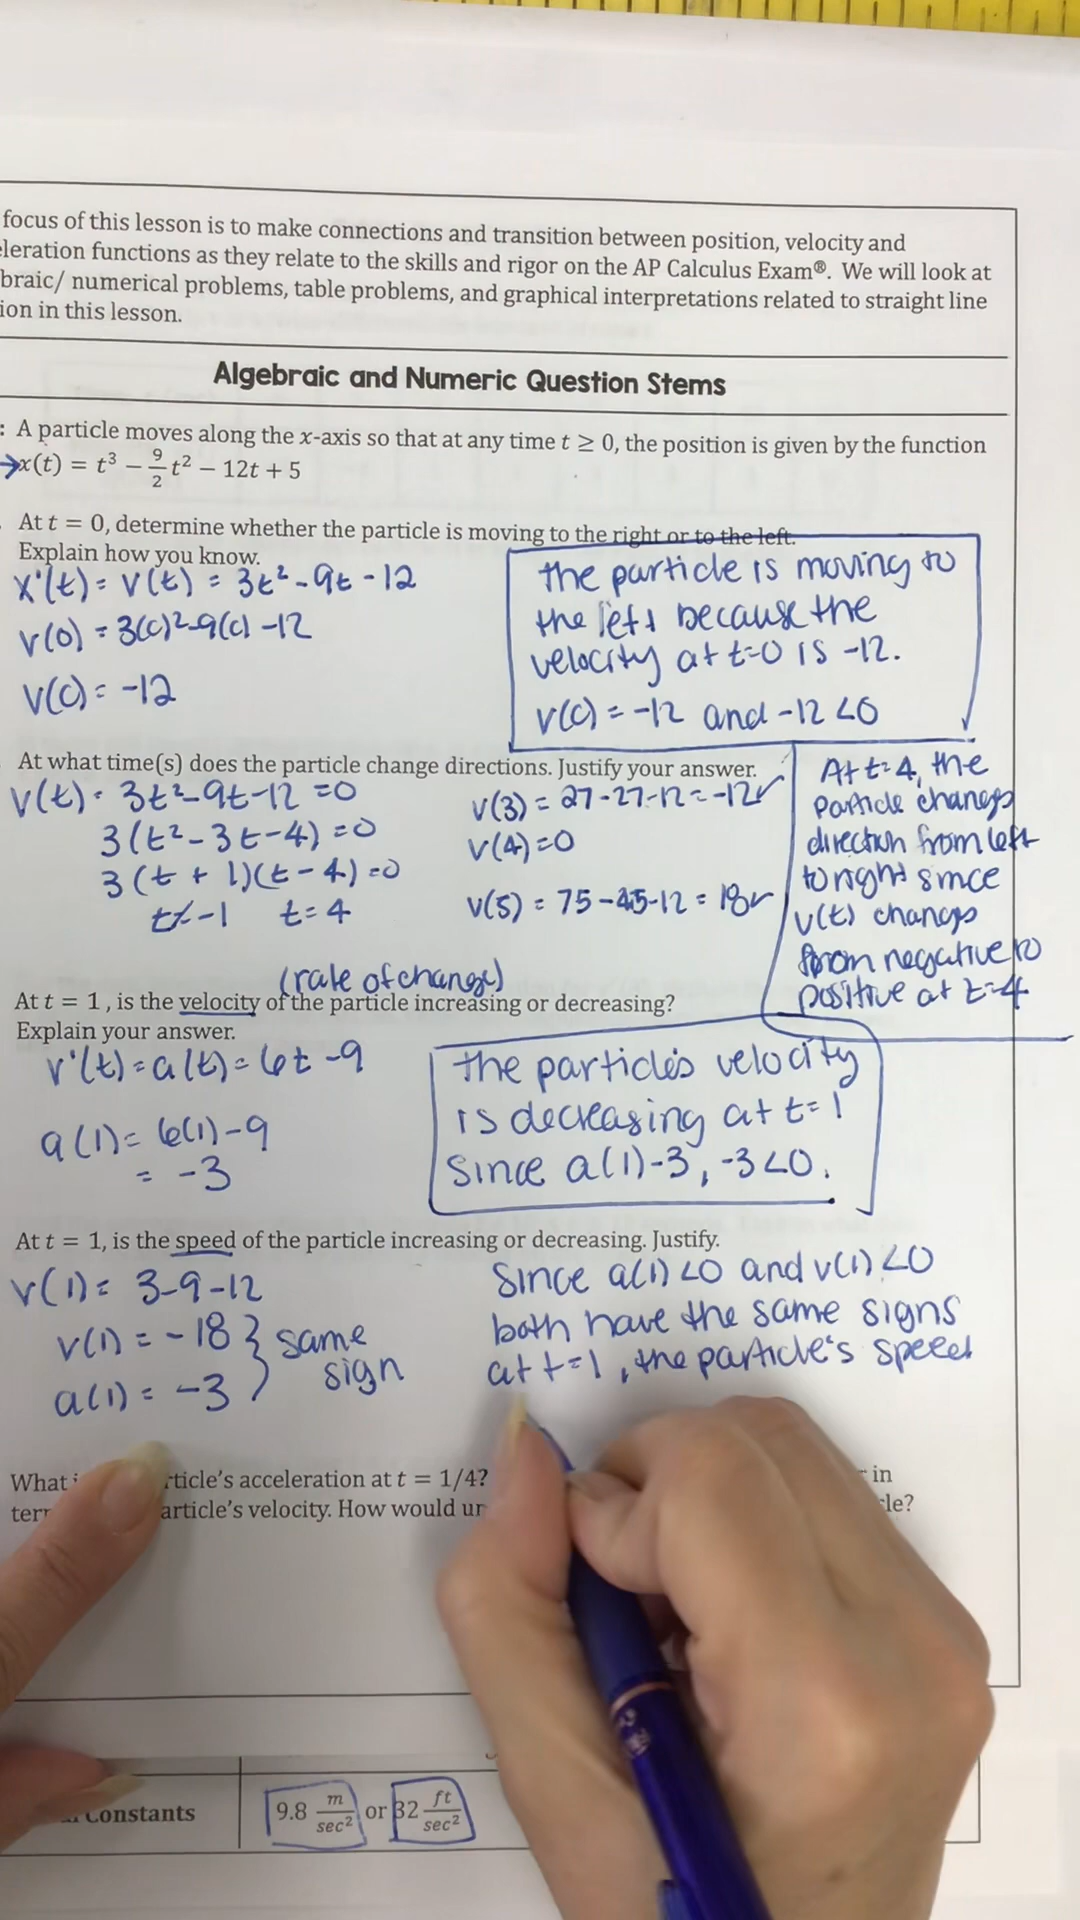 focus of this lesson is to make connections and transition between position, velocity and
eleration functions as they relate to the skills and rigor on the AP Calculus Exam®. We will look at
braic/ numerical problems, table problems, and graphical interpretations related to straight line
ion in this lesson.
Algebraic and Numeric Question Stems
: A particle moves along the x-axis so that at any time t ≥ 0, the position is given by the function
→x(t) = t³ − 9/2 t² − 12t + 5
At t = 0, determine whether the particle is moving to the right or to the left.
Explain how you know.
x'(t) = v(t) = 3t² - 9t - 12
v(0) = 3(0)² - 9(0) - 12
v(0) = -12
the particle is moving to
the left because the
velocity at t=0 is -12.
v(0) = -12 and -12 < 0
At what time(s) does the particle change directions. Justify your answer.
v(t) = 3t² - 9t - 12 = 0
3(t² - 3t - 4) = 0
3(t + 1)(t - 4) = 0
t≠-1 t = 4
v(3) = 27 - 27 - 12 = -12✓
v(4) = 0
v(5) = 75 - 45 - 12 = 18✓
At t=4, the
particle changes
direction from left
to right since
v(t) changes
from negative to
positive at t=4
(rate of change)
At t = 1 , is the velocity of the particle increasing or decreasing?
Explain your answer.
v'(t) = a(t) = 6t - 9
a(1) = 6(1) - 9
= -3
the particle's velocity
is decreasing at t=1
since a(1)-3, -3<0.
At t = 1, is the speed of the particle increasing or decreasing. Justify.
v(1) = 3-9-12
v(1) = -18 } same
a(1) = -3 sign
Since a(1) < 0 and v(1) < 0
both have the same signs
at t=1, the particle's speed
What rticle's acceleration at t = 1/4? in
article's velocity. How would cle?
Constants
9.8 m/sec² or 32 ft/sec²